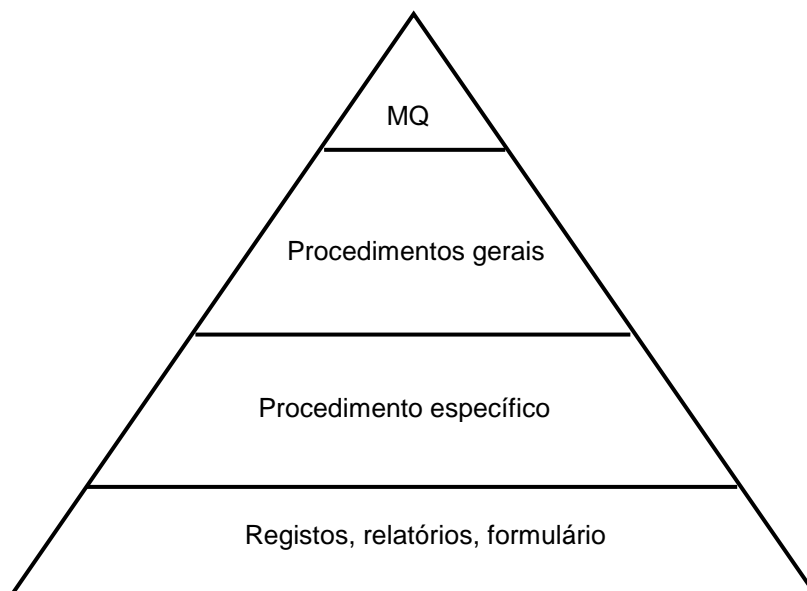 MQ
Procedimentos gerais
Procedimento específico
Registos, relatórios, formulário